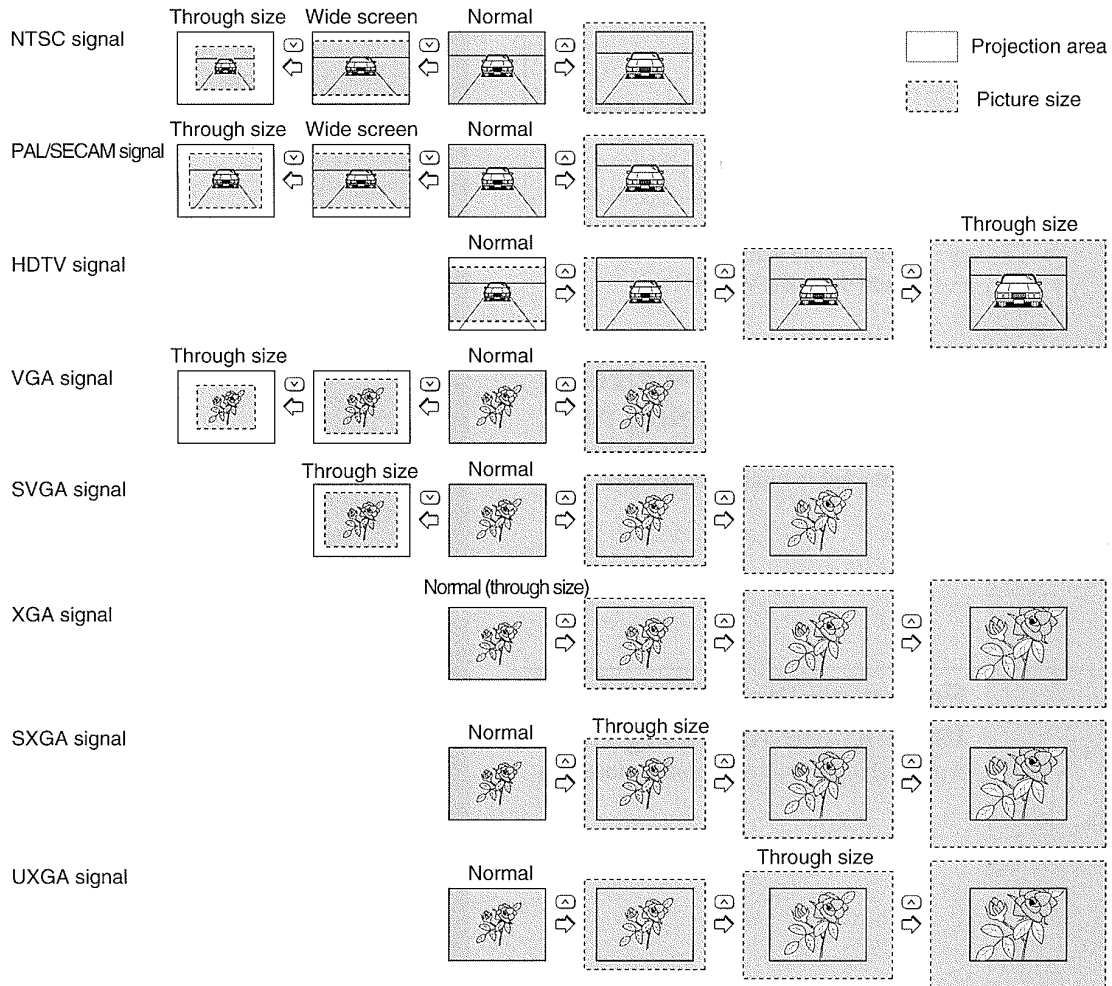 Through size Wide screen Normal
NTSC signal
Projection area
Picture size
Through size Wide screen Normal
PAL/SECAM signal
Through size
Normal
HDTV signal
Through size Normal
VGA signal
Through size Normal
SVGA signal
Normal (through size)
XGA signal
Normal Through size
SXGA signal
Through size
Normal
UXGA signal